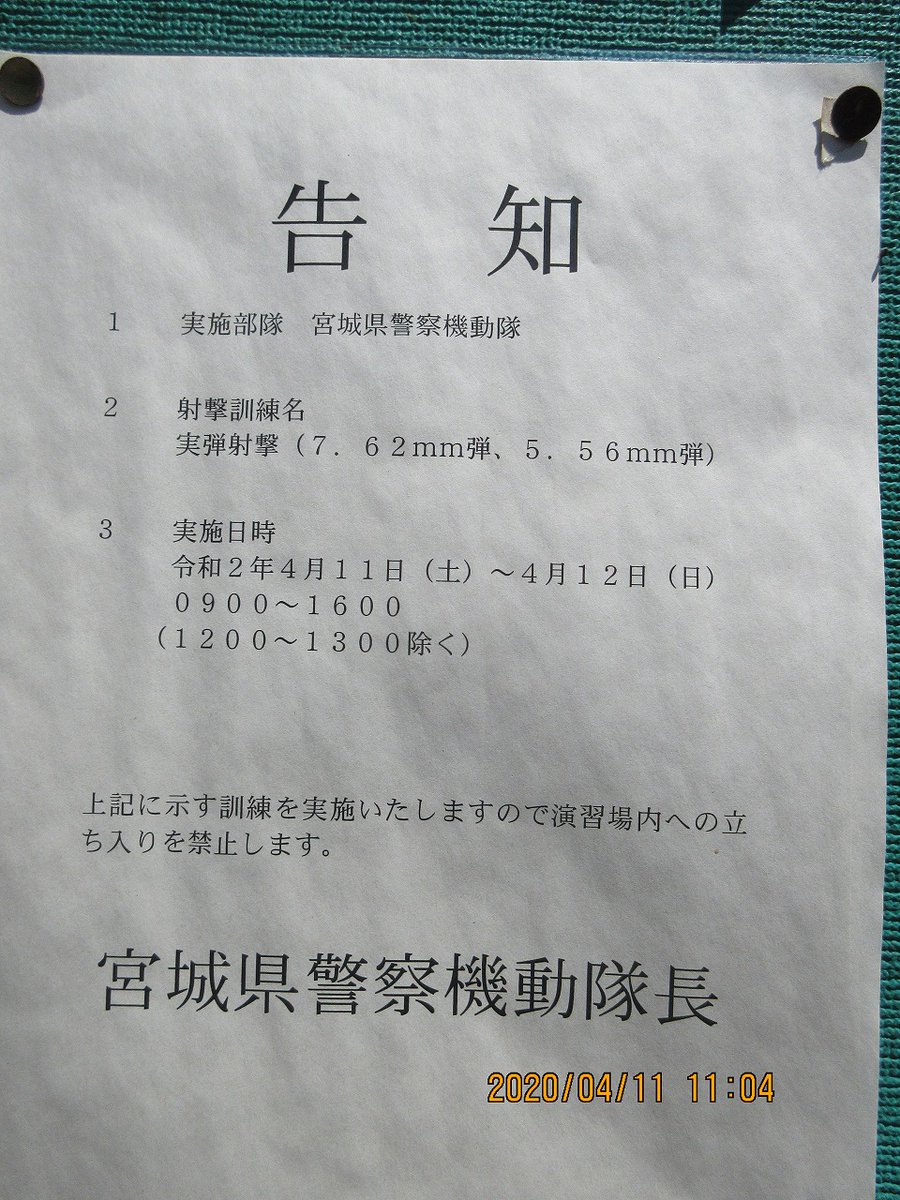 告 知
１ 実施部隊 宮城県警察機動隊
２ 射撃訓練名
実弾射撃（７．６２ｍｍ弾、５．５６ｍｍ弾）
３ 実施日時
令和２年４月１１日（土）～４月１２日（日）
０９００～１６００
（１２００～１３００除く）
上記に示す訓練を実施いたしますので演習場内への立
ち入りを禁止します。
宮城県警察機動隊長
2020/04/11 11:04